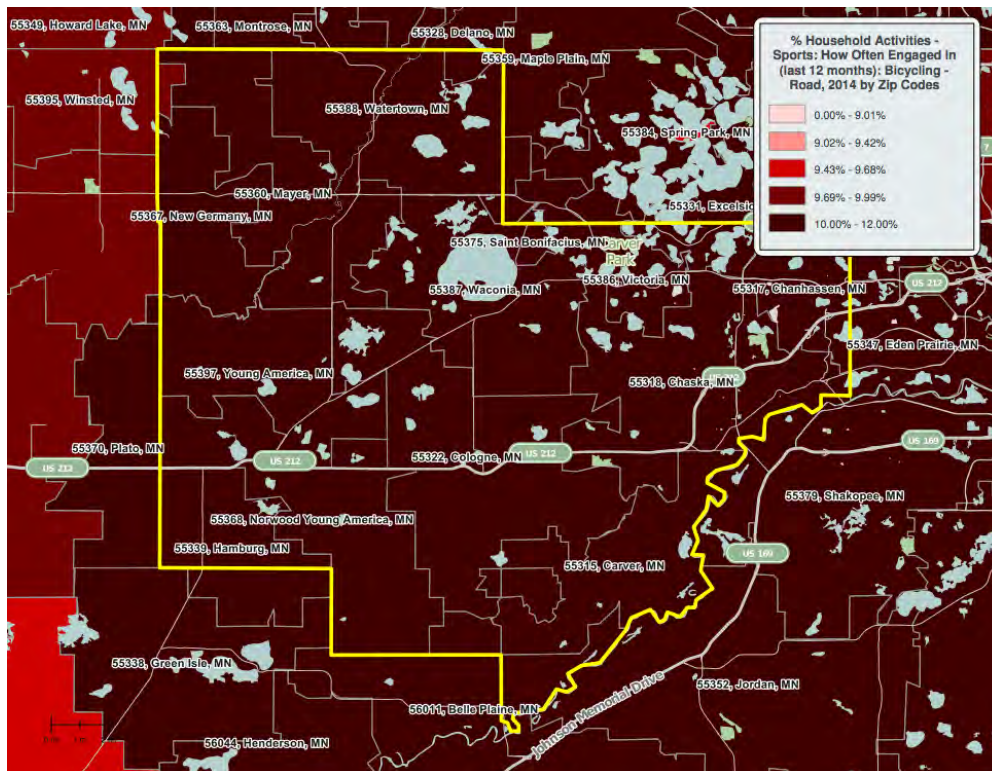 55349, Howard Lake, MN
55363, Montrose, MN
55328, Delano, MN
55359, Maple Plain, MN
% Household Activities -
Sports: How Often Engaged In
(last 12 months): Bicycling -
Road, 2014 by Zip Codes
0.00% - 9.01%
9.02% - 9.42%
9.43% - 9.68%
9.69% - 9.99%
10.00% - 12.00%
55395, Winsted, MN
55388, Watertown, MN
55384, Spring Park, MN
7
55360, Mayer, MN
55367, New Germany, MN
55331, Excelsio
55375, Saint Bonifacius, MN
arver
Park
55387, Waconia, MN
55386, Victoria, MN
55317, Chanhassen, MN
US 212
55347, Eden Prairie, MN
55397, Young America, MN
55318, Chaska, MN
55370, Plato, MN
US 212
US 212
55322, Cologne, MN
US 212
US 169
55368, Norwood Young America, MN
55379, Shakopee, MN
55339, Hamburg, MN
US 169
55315, Carver, MN
55338, Green Isle, MN
55352, Jordan, MN
56011, Belle Plaine, MN
Johnson Memorial Drive
56044, Henderson, MN